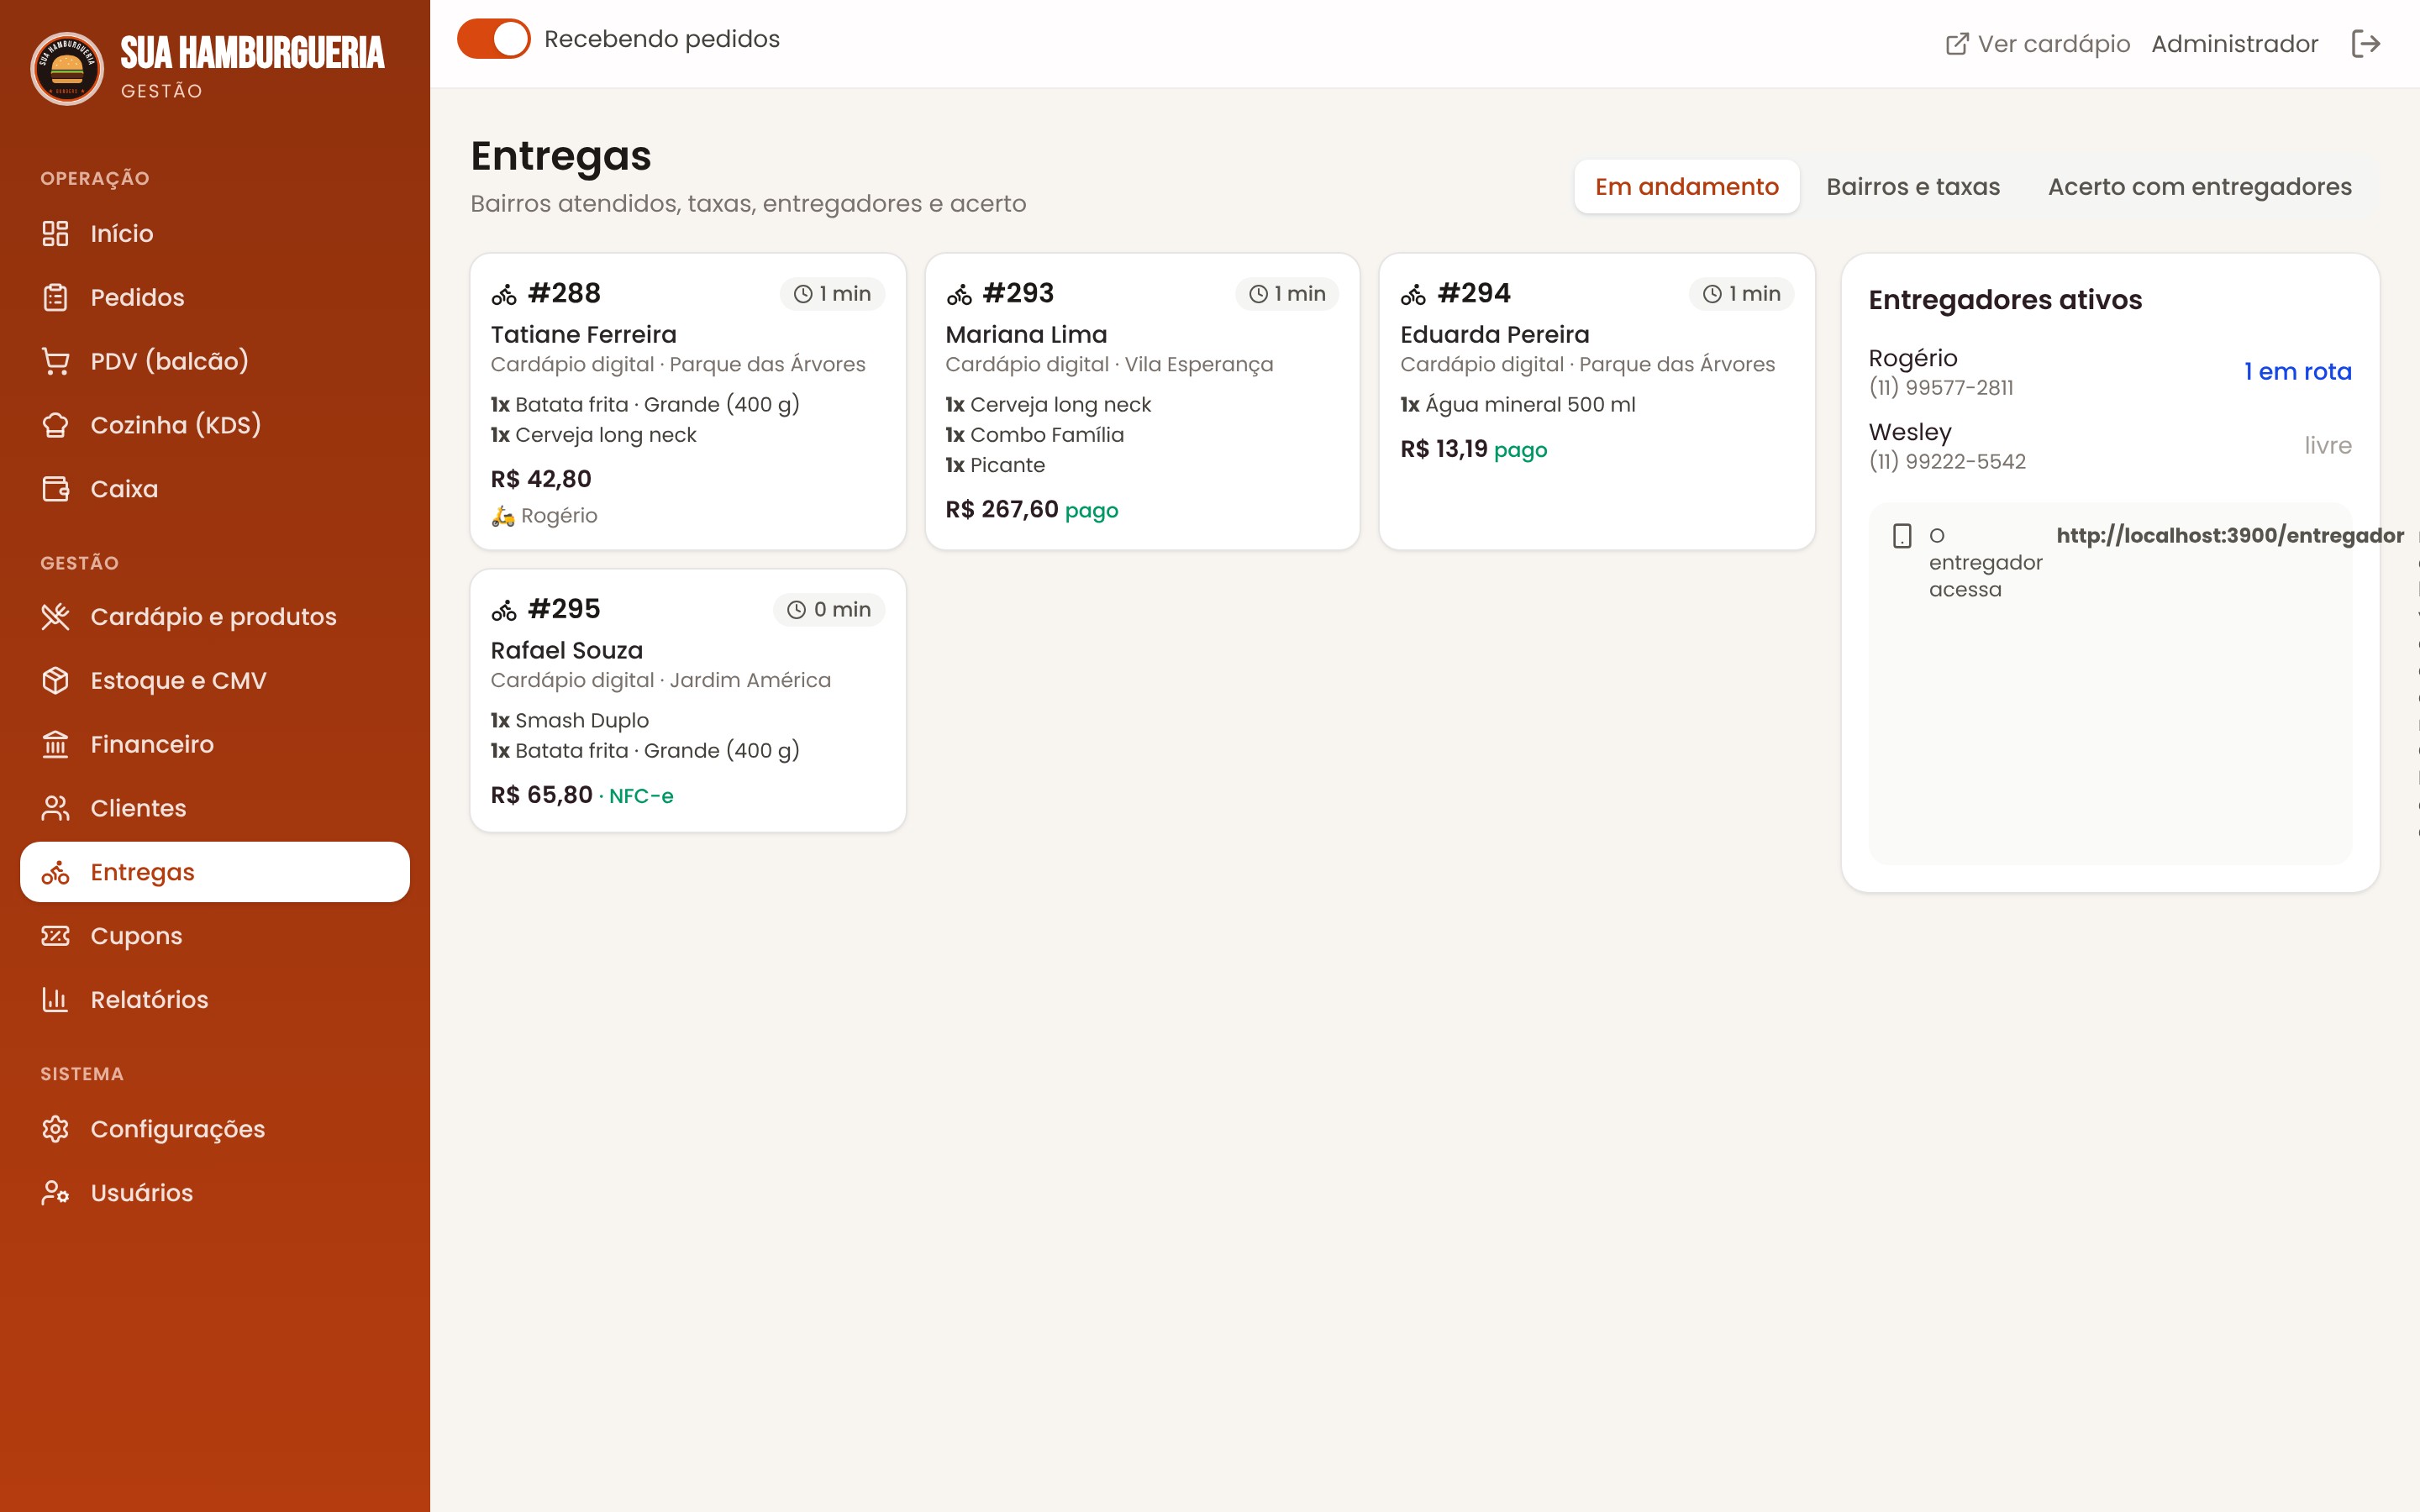 SUA HAMBURGUERIA
GESTÃO
OPERAÇÃO
Início
Pedidos
PDV (balcão)
Cozinha (KDS)
Caixa
GESTÃO
Cardápio e produtos
Estoque e CMV
Financeiro
Clientes
Entregas
Cupons
Relatórios
SISTEMA
Configurações
Usuários
Recebendo pedidos
Ver cardápio
Administrador
Entregas
Bairros atendidos, taxas, entregadores e acerto
Em andamento
Bairros e taxas
Acerto com entregadores
#288
1 min
Tatiane Ferreira
Cardápio digital · Parque das Árvores
1x Batata frita · Grande (400 g)
1x Cerveja long neck
R$ 42,80
Rogério
#293
1 min
Mariana Lima
Cardápio digital · Vila Esperança
1x Cerveja long neck
1x Combo Família
1x Picante
R$ 267,60 pago
#294
1 min
Eduarda Pereira
Cardápio digital · Parque das Árvores
1x Água mineral 500 ml
R$ 13,19 pago
#295
0 min
Rafael Souza
Cardápio digital · Jardim América
1x Smash Duplo
1x Batata frita · Grande (400 g)
R$ 65,80 · NFC-e
Entregadores ativos
Rogério
(11) 99577-2811
1 em rota
Wesley
(11) 99222-5542
livre
O
entregador
acessa
http://localhost:3900/entregador